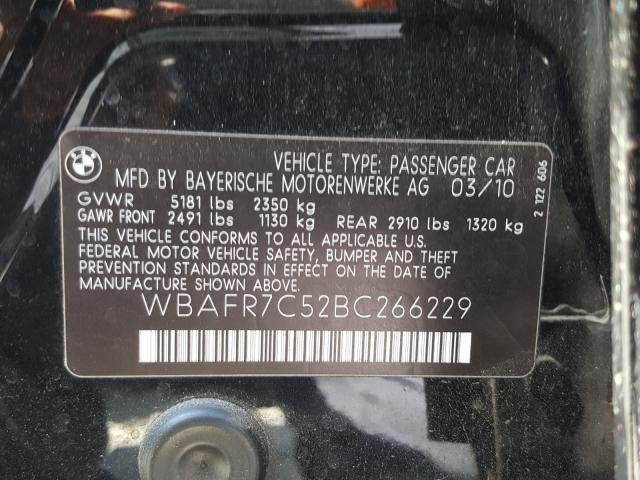 VEHICLE TYPE: PASSENGER CAR
MFD BY BAYERISCHE MOTORENWERKE AG 03/10
GVWR 5181 lbs 2350 kg
GAWR FRONT 2491 lbs 1130 kg REAR 2910 lbs 1320 kg
THIS VEHICLE CONFORMS TO ALL APPLICABLE U.S.
FEDERAL MOTOR VEHICLE SAFETY, BUMPER AND THEFT
PREVENTION STANDARDS IN EFFECT ON THE DATE OF
MANUFACTURE SHOWN ABOVE.
WBAFR7C52BC266229
2 122 606